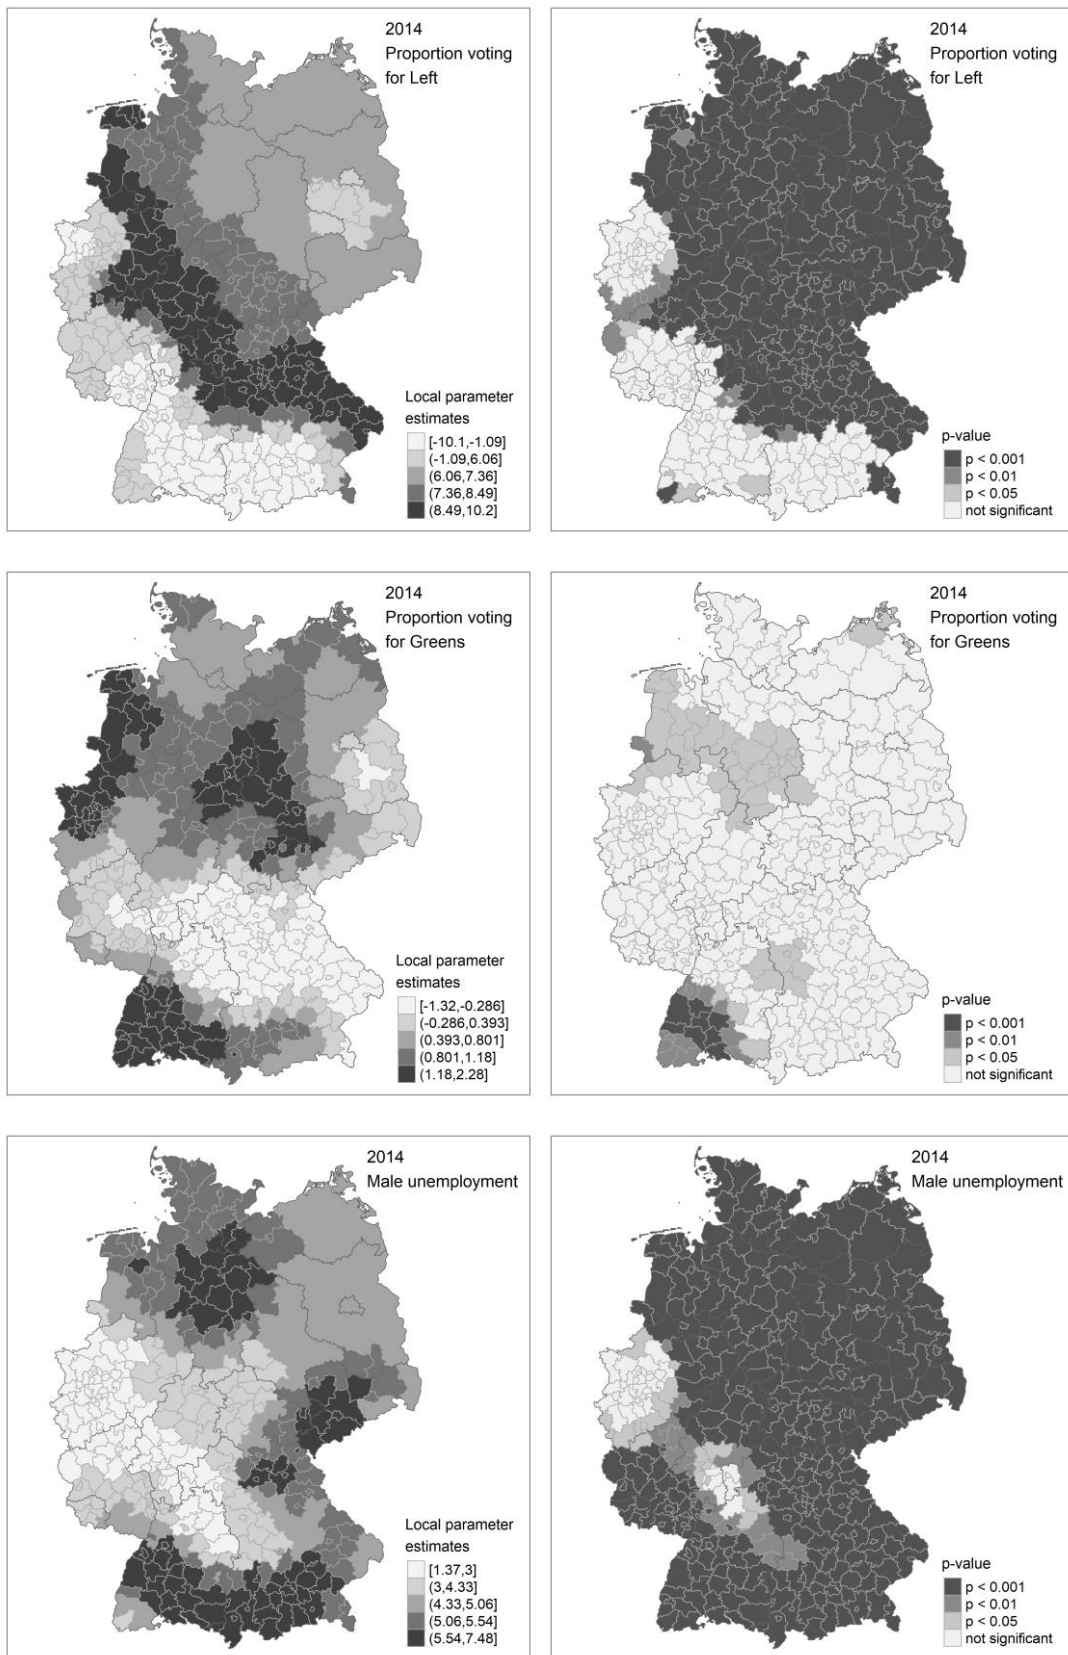 2014
Proportion voting
for Left
Local parameter
estimates
[-10.1,-1.09]
(-1.09,6.06]
(6.06,7.36]
(7.36,8.49]
(8.49,10.2]
2014
Proportion voting
for Left
p-value
p < 0.001
p < 0.01
p < 0.05
not significant
2014
Proportion voting
for Greens
Local parameter
estimates
[-1.32,-0.286]
(-0.286,0.393]
(0.393,0.801]
(0.801,1.18]
(1.18,2.28]
2014
Proportion voting
for Greens
p-value
p < 0.001
p < 0.01
p < 0.05
not significant
2014
Male unemployment
Local parameter
estimates
[1.37,3]
(3,4.33]
(4.33,5.06]
(5.06,5.54]
(5.54,7.48]
2014
Male unemployment
p-value
p < 0.001
p < 0.01
p < 0.05
not significant